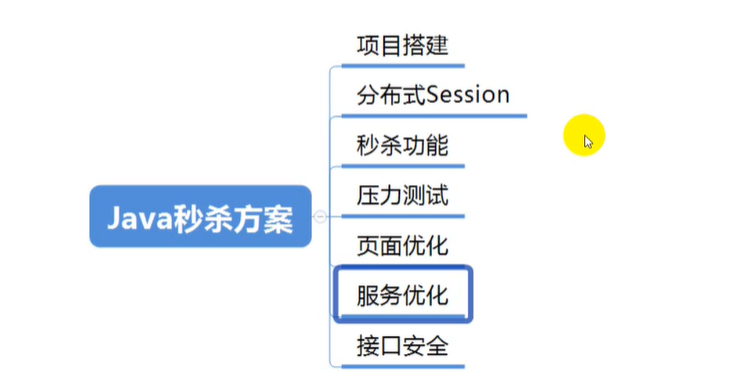 项目搭建
分布式Session
秒杀功能
压力测试
Java秒杀方案
页面优化
服务优化
接口安全